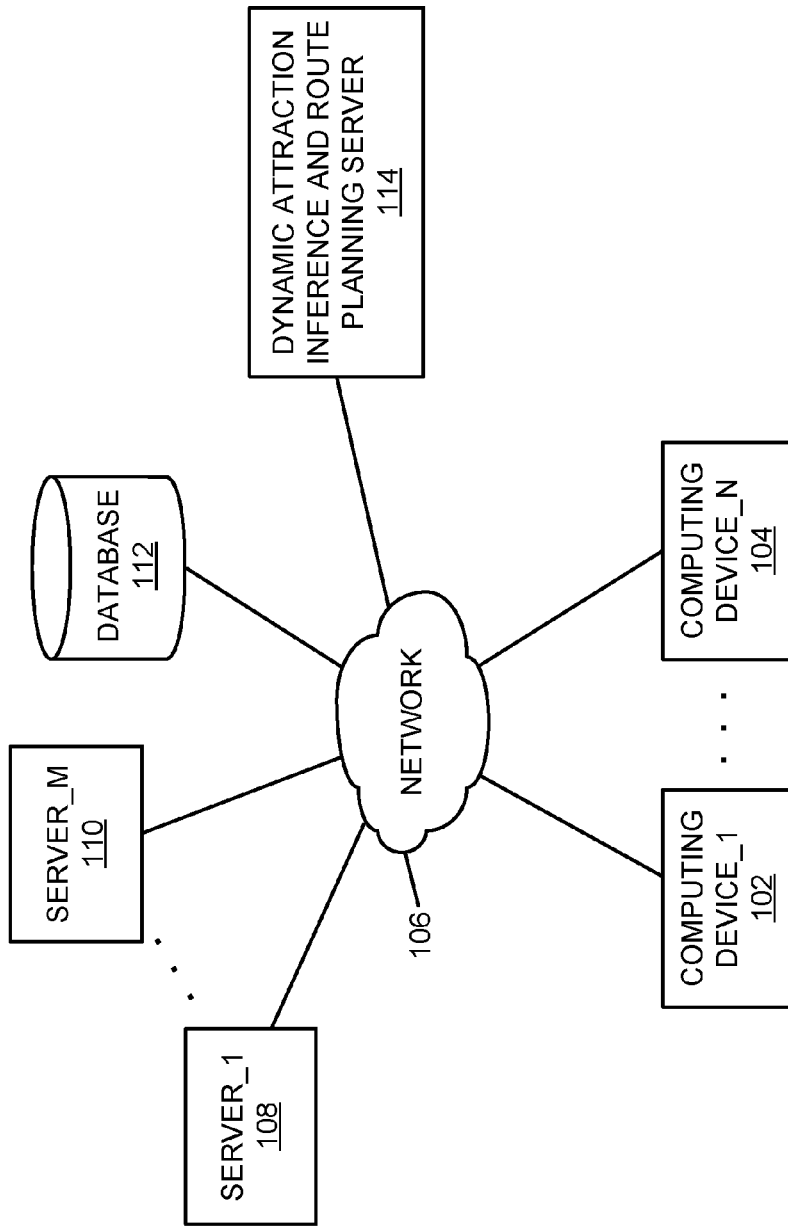 SERVER_1
108
SERVER_M
110
DATABASE
112
DYNAMIC ATTRACTION
INFERENCE AND ROUTE
PLANNING SERVER
114
NETWORK
106
COMPUTING
DEVICE_1
102
COMPUTING
DEVICE_N
104